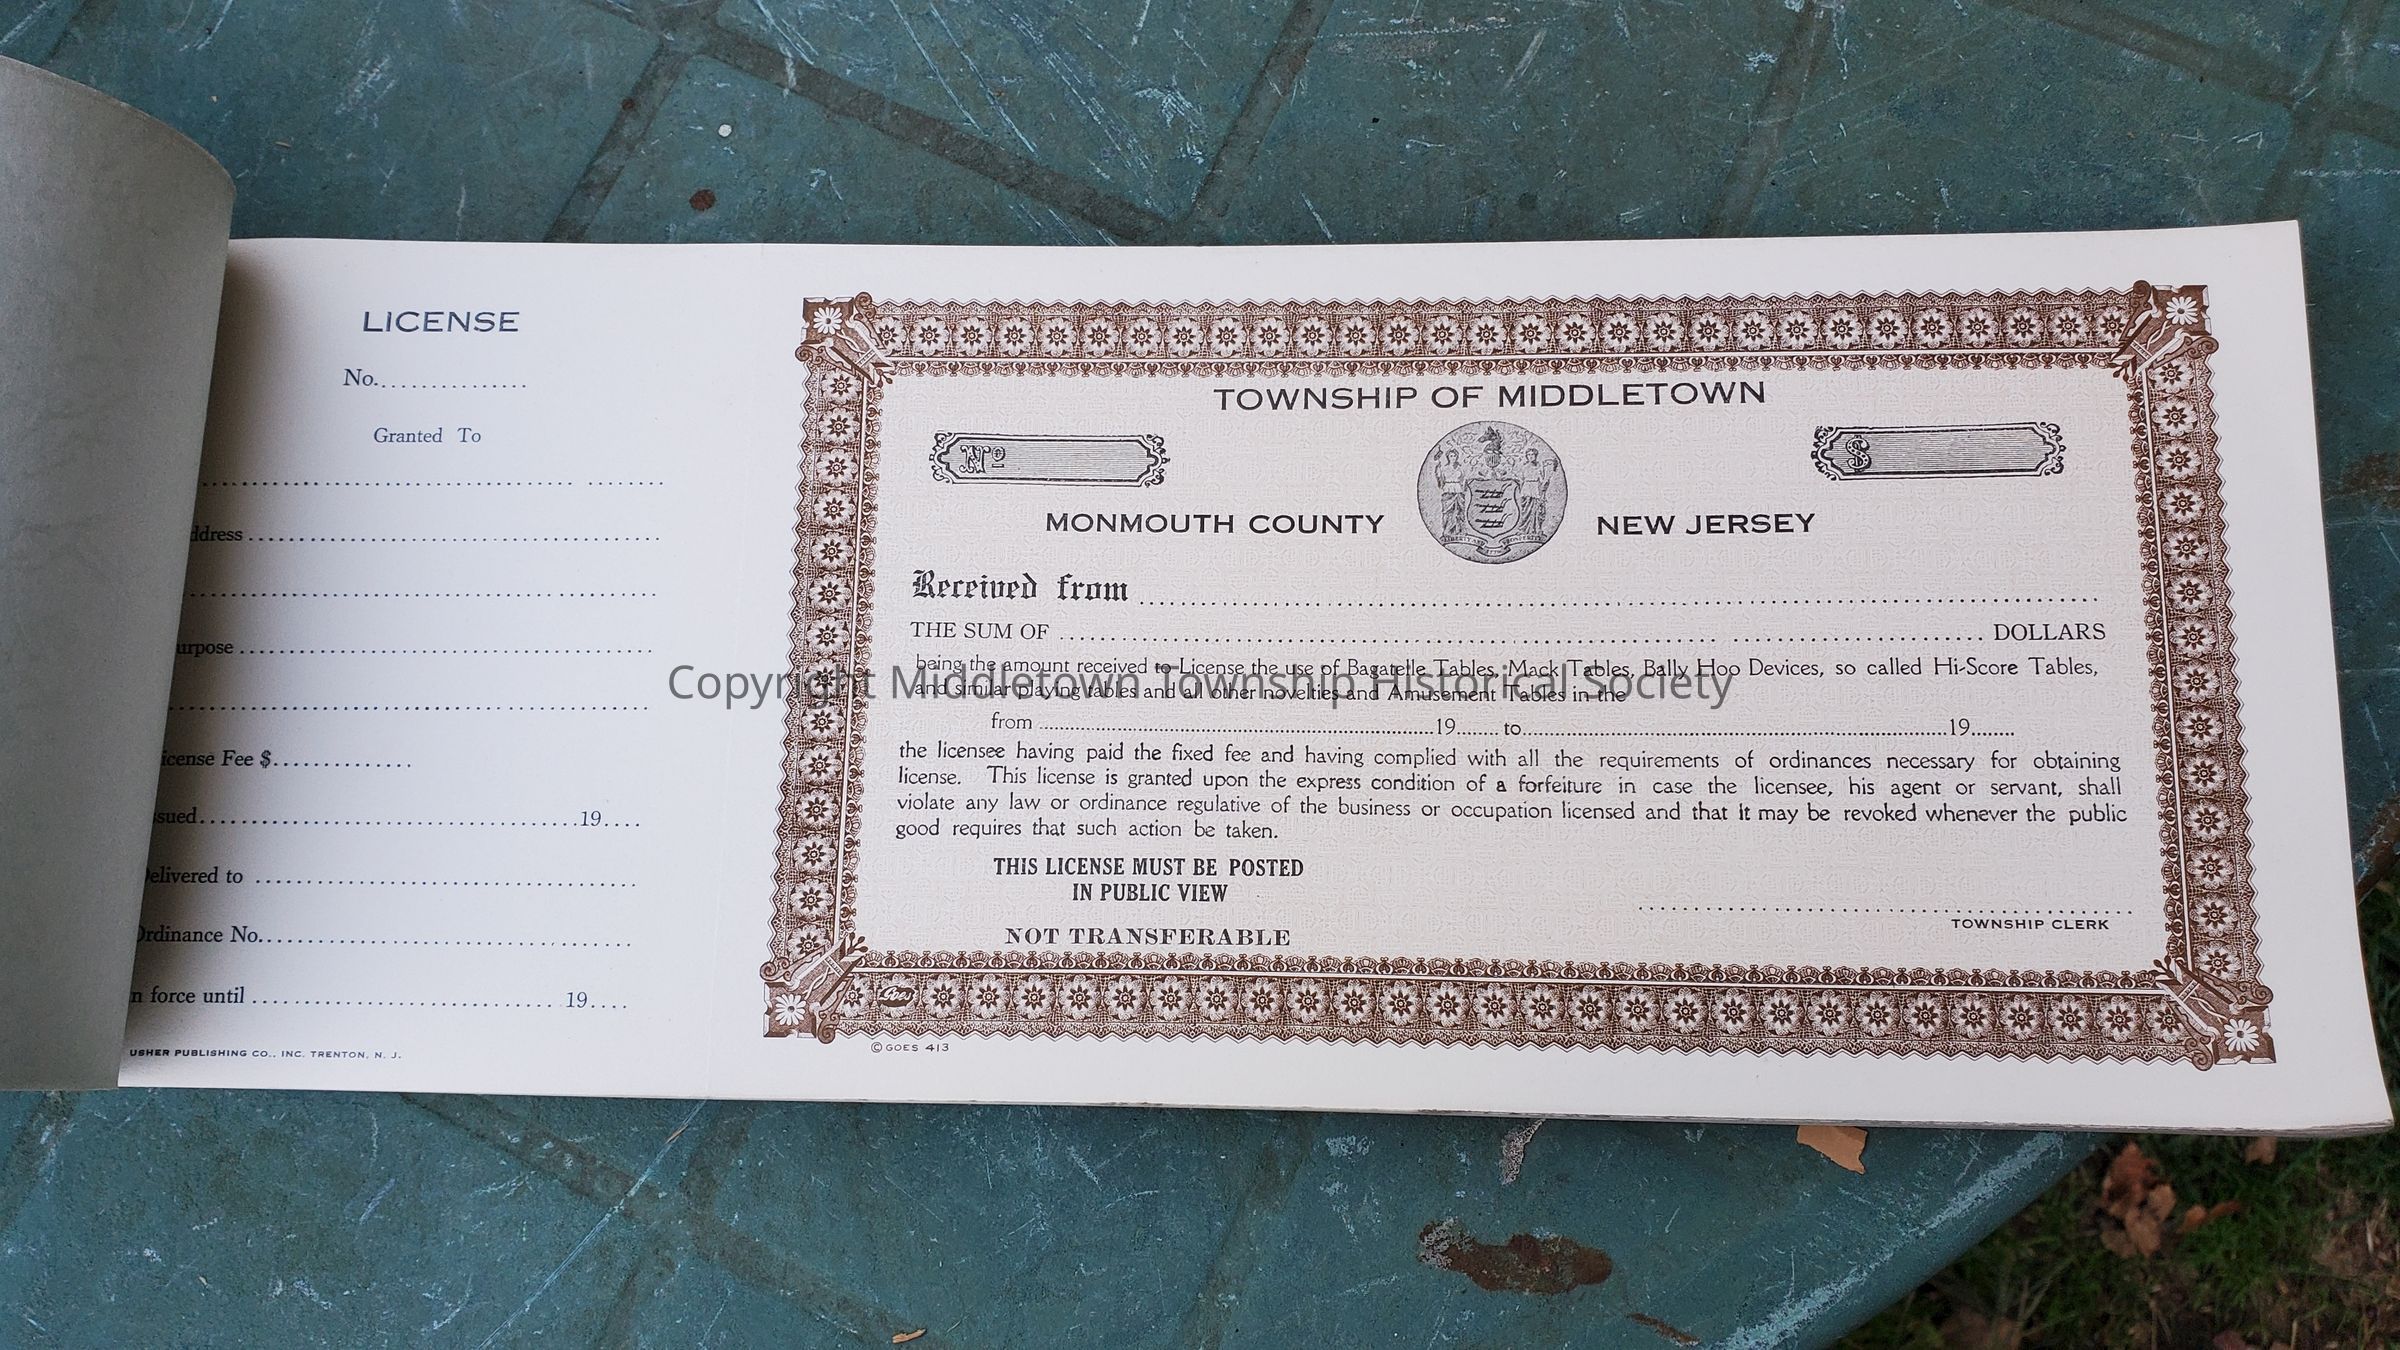 LICENSE
No................
Granted To
ddress
urpose
icense Fee $..............
ssued.......................................19....
elivered to
Ordinance No.
n force until .............................. 19....
USHER PUBLISHING CO., INC. TRENTON, N. J.
TOWNSHIP OF MIDDLETOWN
Nº
$
MONMOUTH COUNTY NEW JERSEY
LIBERTY AND PROSPERITY
Received from
THE SUM OF ........................................ DOLLARS
being the amount received to License the use of Bagatelle Tables, Mack Tables, Bally Hoo Devices, so called Hi-Score Tables,
and similar playing tables and all other novelties and Amusement Tables in the
from ........................................19....... to........................................19........
the licensee having paid the fixed fee and having complied with all the requirements of ordinances necessary for obtaining
license. This license is granted upon the express condition of a forfeiture in case the licensee, his agent or servant, shall
violate any law or ordinance regulative of the business or occupation licensed and that it may be revoked whenever the public
good requires that such action be taken.
THIS LICENSE MUST BE POSTED
IN PUBLIC VIEW
NOT TRANSFERABLE
TOWNSHIP CLERK
Goes
© GOES 413
Copyright Middletown Township Historical Society